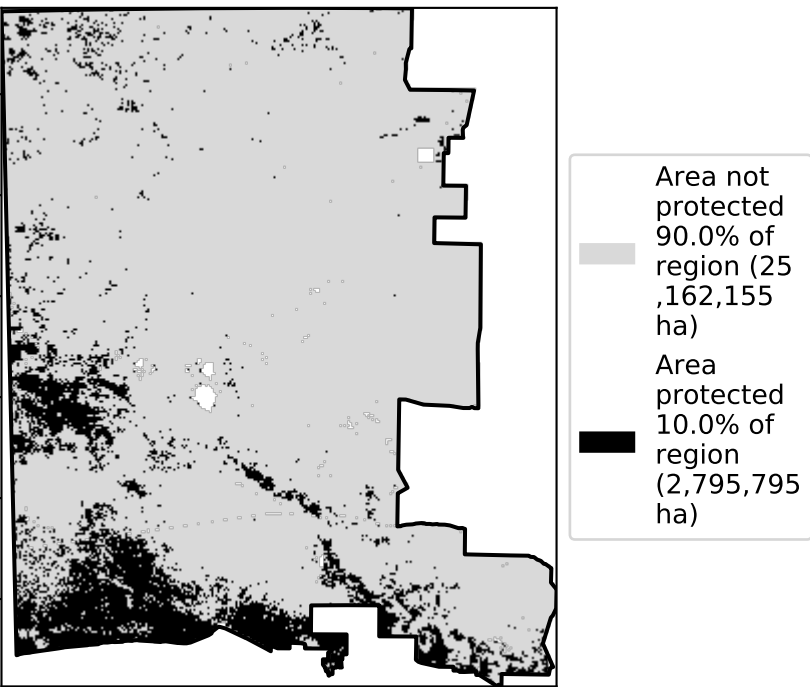 Area not
protected
90.0% of
region (25
,162,155
ha)
Area
protected
10.0% of
region
(2,795,795
ha)